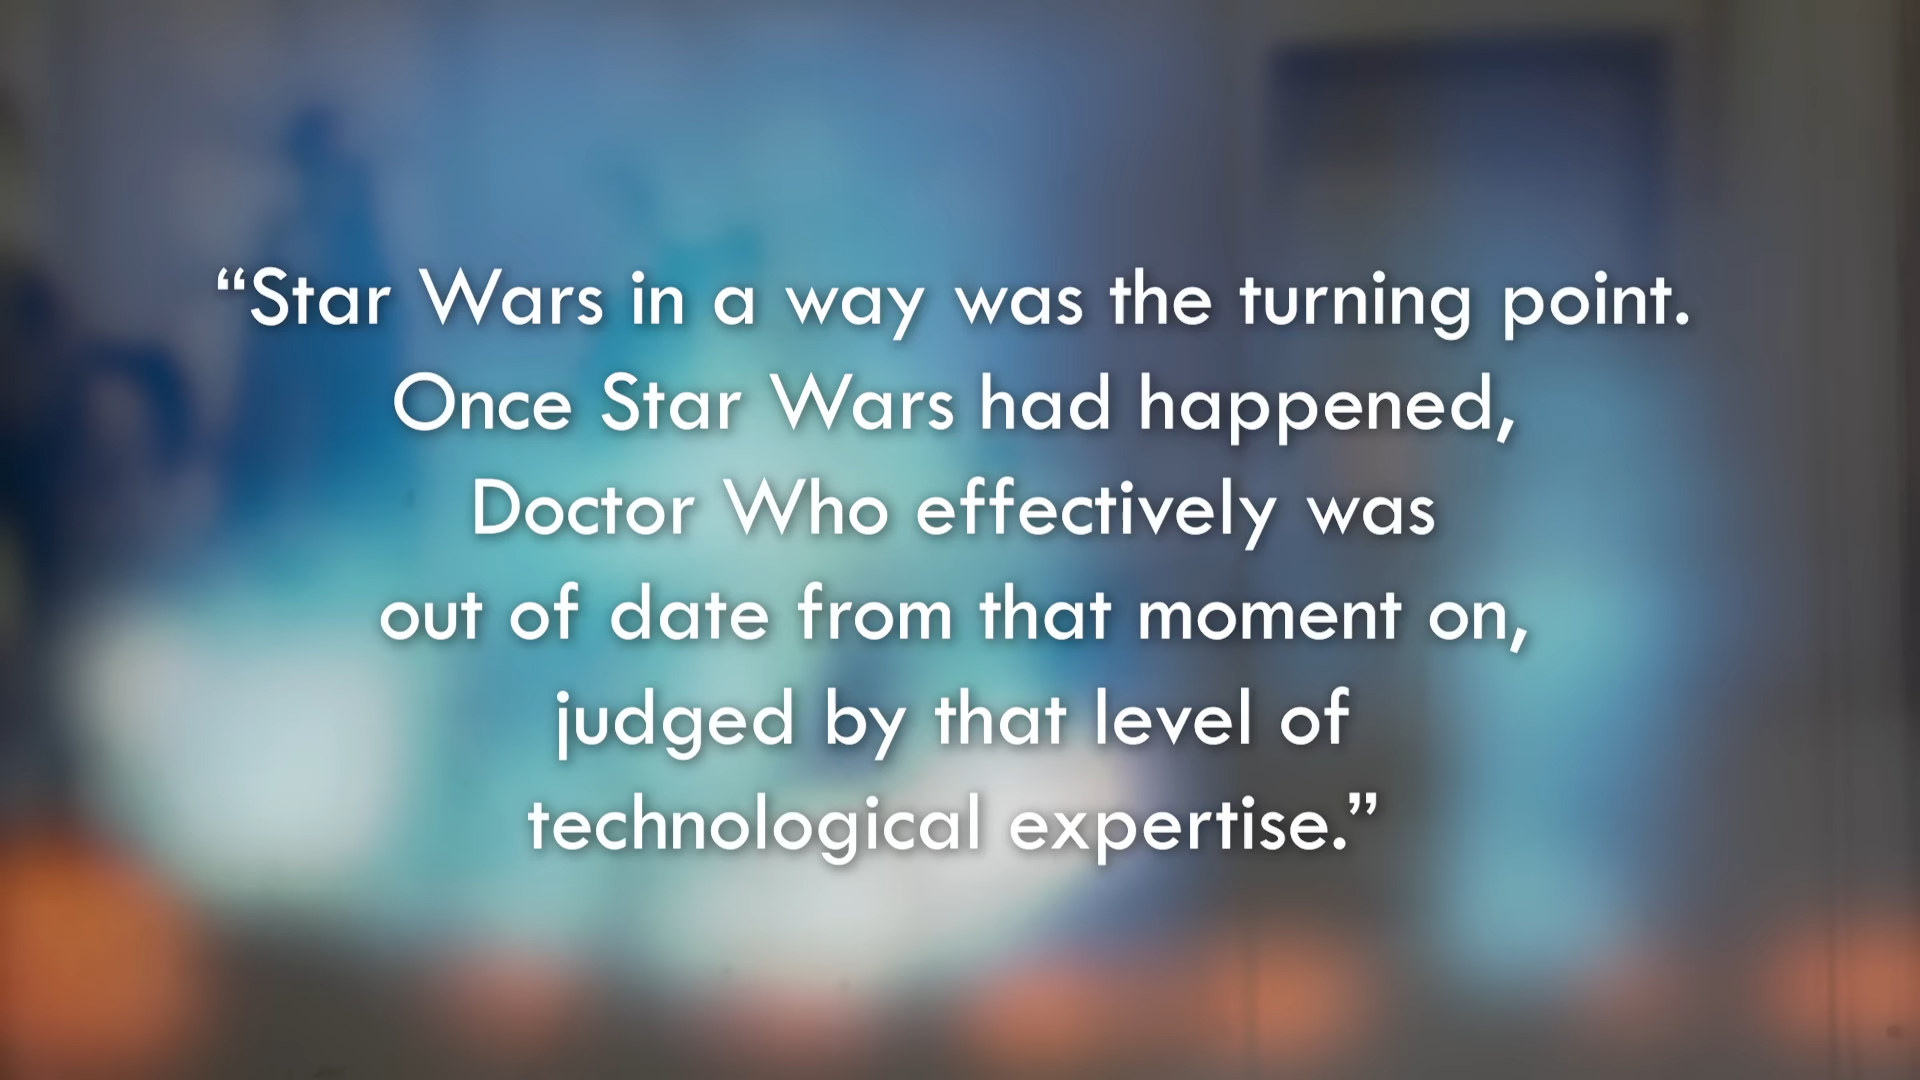 “Star Wars in a way was the turning point.
Once Star Wars had happened,
Doctor Who effectively was
out of date from that moment on,
judged by that level of
technological expertise.”